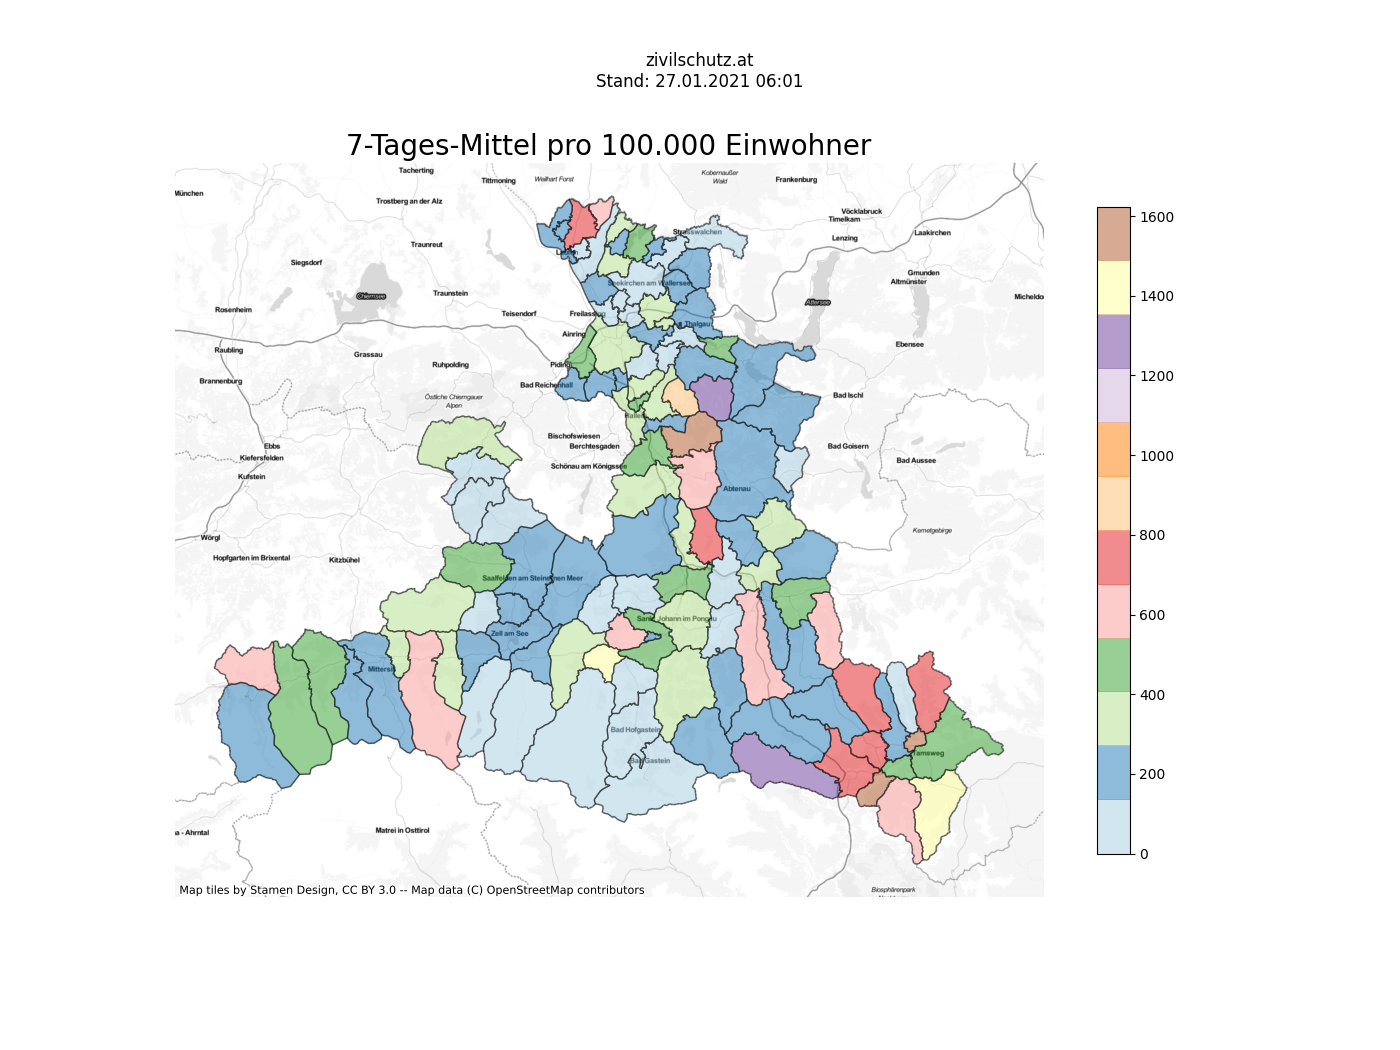 zivilschutz.at
Stand: 27.01.2021 06:01
7-Tages-Mittel pro 100.000 Einwohner
Tacherting
Tittmoning
Weilhart Forst
Kobernaußer
Wald
Frankenburg
München
Trostberg an der Alz
Vöcklabruck
Timelkam
Laakirchen
Lenzing
Strasswalchen
Traunreut
Siegsdorf
Gmunden
Altmünster
Seekirchen am Wallersee
Chiemsee
Traunstein
Attersee
Rosenheim
Teisendorf
Freilassing
Thalgau
Ainring
Ebensee
Raubling
Grassau
Ruhpolding
Piding
Brannenburg
Bad Reichenhall
Östliche Chiemgauer
Alpen
Bad Ischl
Hallein
Bischofswiesen
Berchtesgaden
Bad Goisern
Ebbs
Kiefersfelden
Schönau am Königssee
Bad Aussee
Kufstein
Abtenau
Kemetgebirge
Wörgl
Hopfgarten im Brixental
Kitzbühel
Saalfelden am Steinernen Meer
Sankt Johann im Pongau
Zell am See
Mittersill
Bad Hofgastein
Bad Gastein
Tamsweg
Matrei in Osttirol
a - Ahrntal
Biosphärenpark
Map tiles by Stamen Design, CC BY 3.0 -- Map data (C) OpenStreetMap contributors
1600
1400
1200
1000
800
600
400
200
0